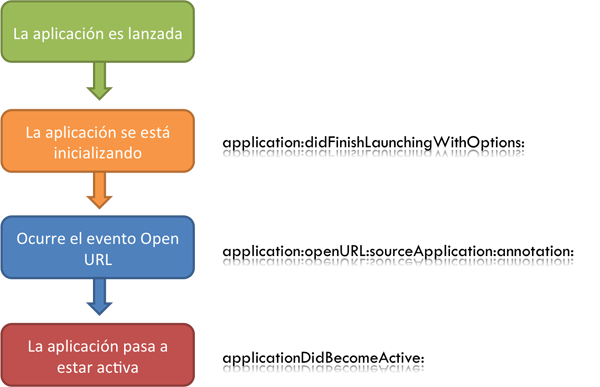 La aplicación es lanzada
La aplicación se está
inicializando
application:didFinishLaunchingWithOptions:
Ocurre el evento Open
URL
application:openURL:sourceApplication:annotation:
La aplicación pasa a
estar activa
applicationDidBecomeActive: